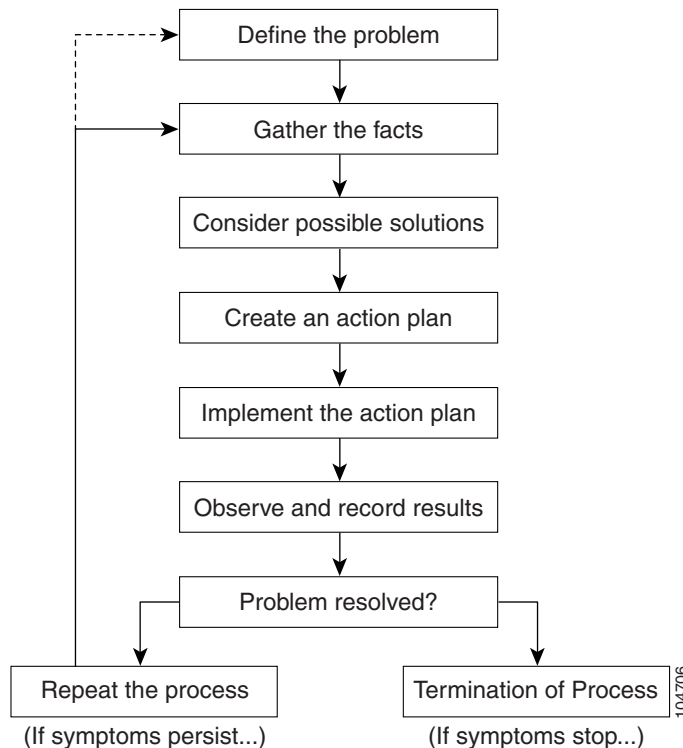 Define the problem
Gather the facts
Consider possible solutions
Create an action plan
Implement the action plan
Observe and record results
Problem resolved?
Repeat the process
(If symptoms persist...)
Termination of Process
(If symptoms stop...)
104706